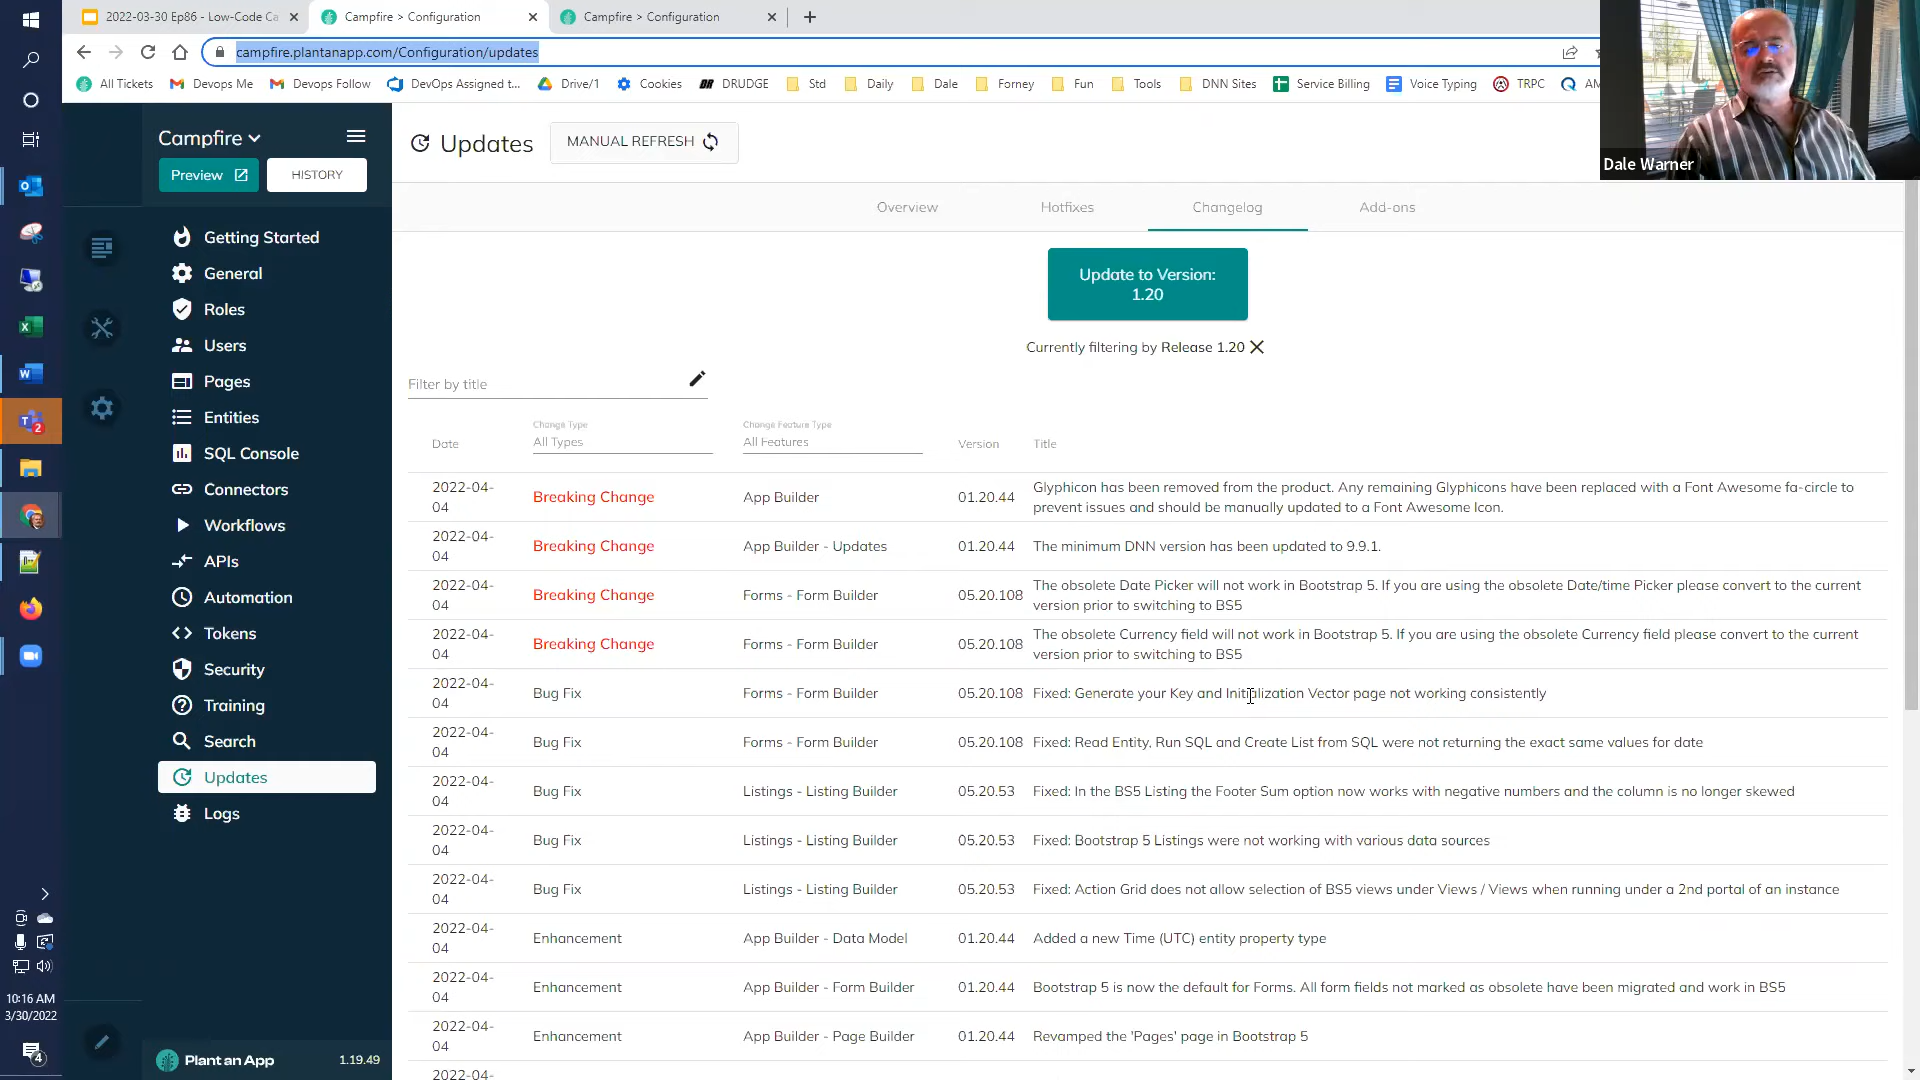 2022-03-30 Ep86 - Low-Code Ca
Campfire > Configuration
Campfire > Configuration
campfire.plantanapp.com/Configuration/updates
All Tickets
Devops Me
Devops Follow
DevOps Assigned t...
Drive/1
Cookies
DR DRUDGE
Std
Daily
Dale
Forney
Fun
Tools
DNN Sites
Service Billing
Voice Typing
TRPC
Dale Warner
Campfire
Preview
HISTORY
Getting Started
General
Roles
Users
Pages
Entities
SQL Console
Connectors
Workflows
APIs
Automation
Tokens
Security
Training
Search
Updates
Logs
Plant an App
1.19.49
10:16 AM
3/30/2022
4
Updates
MANUAL REFRESH
Overview
Hotfixes
Changelog
Add-ons
Update to Version:
1.20
Currently filtering by Release 1.20
Filter by title
Change Type
Change Feature Type
Date
All Types
All Features
Version
Title
2022-04-
04
Breaking Change
App Builder
01.20.44
Glyphicon has been removed from the product. Any remaining Glyphicons have been replaced with a Font Awesome fa-circle to
prevent issues and should be manually updated to a Font Awesome Icon.
2022-04-
04
Breaking Change
App Builder - Updates
01.20.44
The minimum DNN version has been updated to 9.9.1.
2022-04-
04
Breaking Change
Forms - Form Builder
05.20.108
The obsolete Date Picker will not work in Bootstrap 5. If you are using the obsolete Date/time Picker please convert to the current
version prior to switching to BS5
2022-04-
04
Breaking Change
Forms - Form Builder
05.20.108
The obsolete Currency field will not work in Bootstrap 5. If you are using the obsolete Currency field please convert to the current
version prior to switching to BS5
2022-04-
04
Bug Fix
Forms - Form Builder
05.20.108
Fixed: Generate your Key and Initialization Vector page not working consistently
2022-04-
04
Bug Fix
Forms - Form Builder
05.20.108
Fixed: Read Entity, Run SQL and Create List from SQL were not returning the exact same values for date
2022-04-
04
Bug Fix
Listings - Listing Builder
05.20.53
Fixed: In the BS5 Listing the Footer Sum option now works with negative numbers and the column is no longer skewed
2022-04-
04
Bug Fix
Listings - Listing Builder
05.20.53
Fixed: Bootstrap 5 Listings were not working with various data sources
2022-04-
04
Bug Fix
Listings - Listing Builder
05.20.53
Fixed: Action Grid does not allow selection of BS5 views under Views / Views when running under a 2nd portal of an instance
2022-04-
04
Enhancement
App Builder - Data Model
01.20.44
Added a new Time (UTC) entity property type
2022-04-
04
Enhancement
App Builder - Form Builder
01.20.44
Bootstrap 5 is now the default for Forms. All form fields not marked as obsolete have been migrated and work in BS5
2022-04-
04
Enhancement
App Builder - Page Builder
01.20.44
Revamped the 'Pages' page in Bootstrap 5
2022-04-